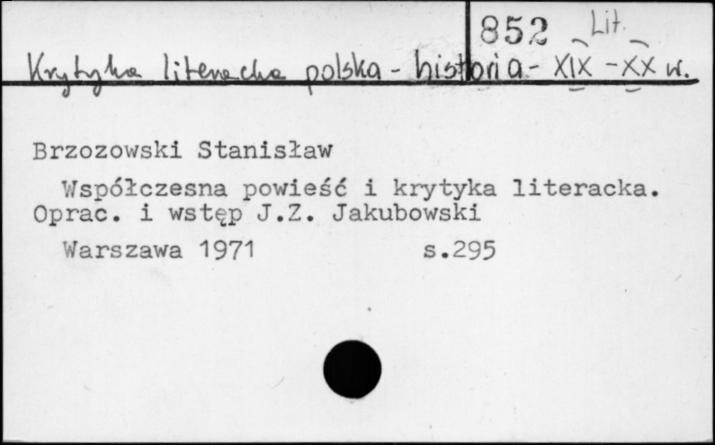 852 Lit.
Krytyka literacka polska - historia - XIX - XX w.
Brzozowski Stanisław
Współczesna powieść i krytyka literacka.
Oprac. i wstęp J.Z. Jakubowski
Warszawa 1971 s.295